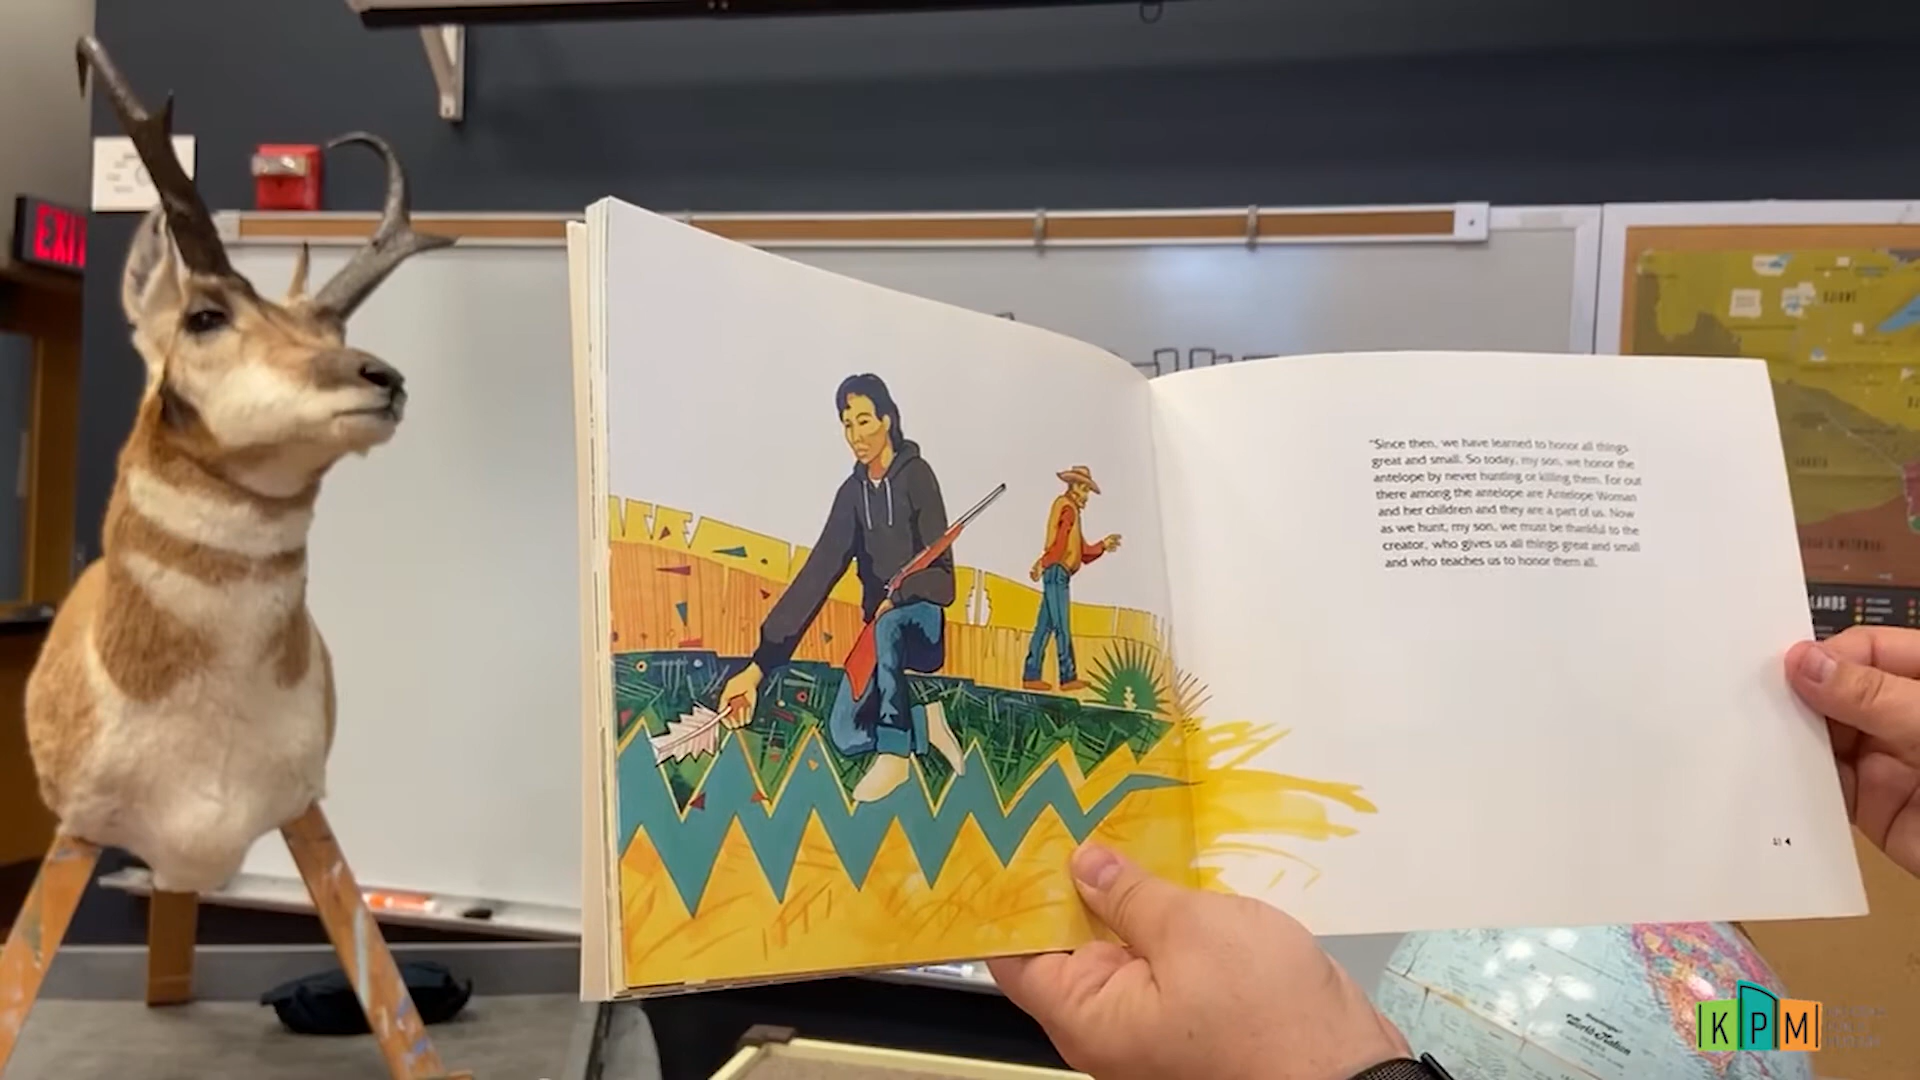 EXIT
"Since then, we have learned to honor all things
great and small. So today, my son, we honor the
antelope by never hunting or killing them. For out
there among the antelope are Antelope Woman
and her children and they are a part of us. Now
as we hunt, my son, we must be thankful to the
creator, who gives us all things great and small
and who teaches us to honor them all.
LANDS
World Nation
KPM